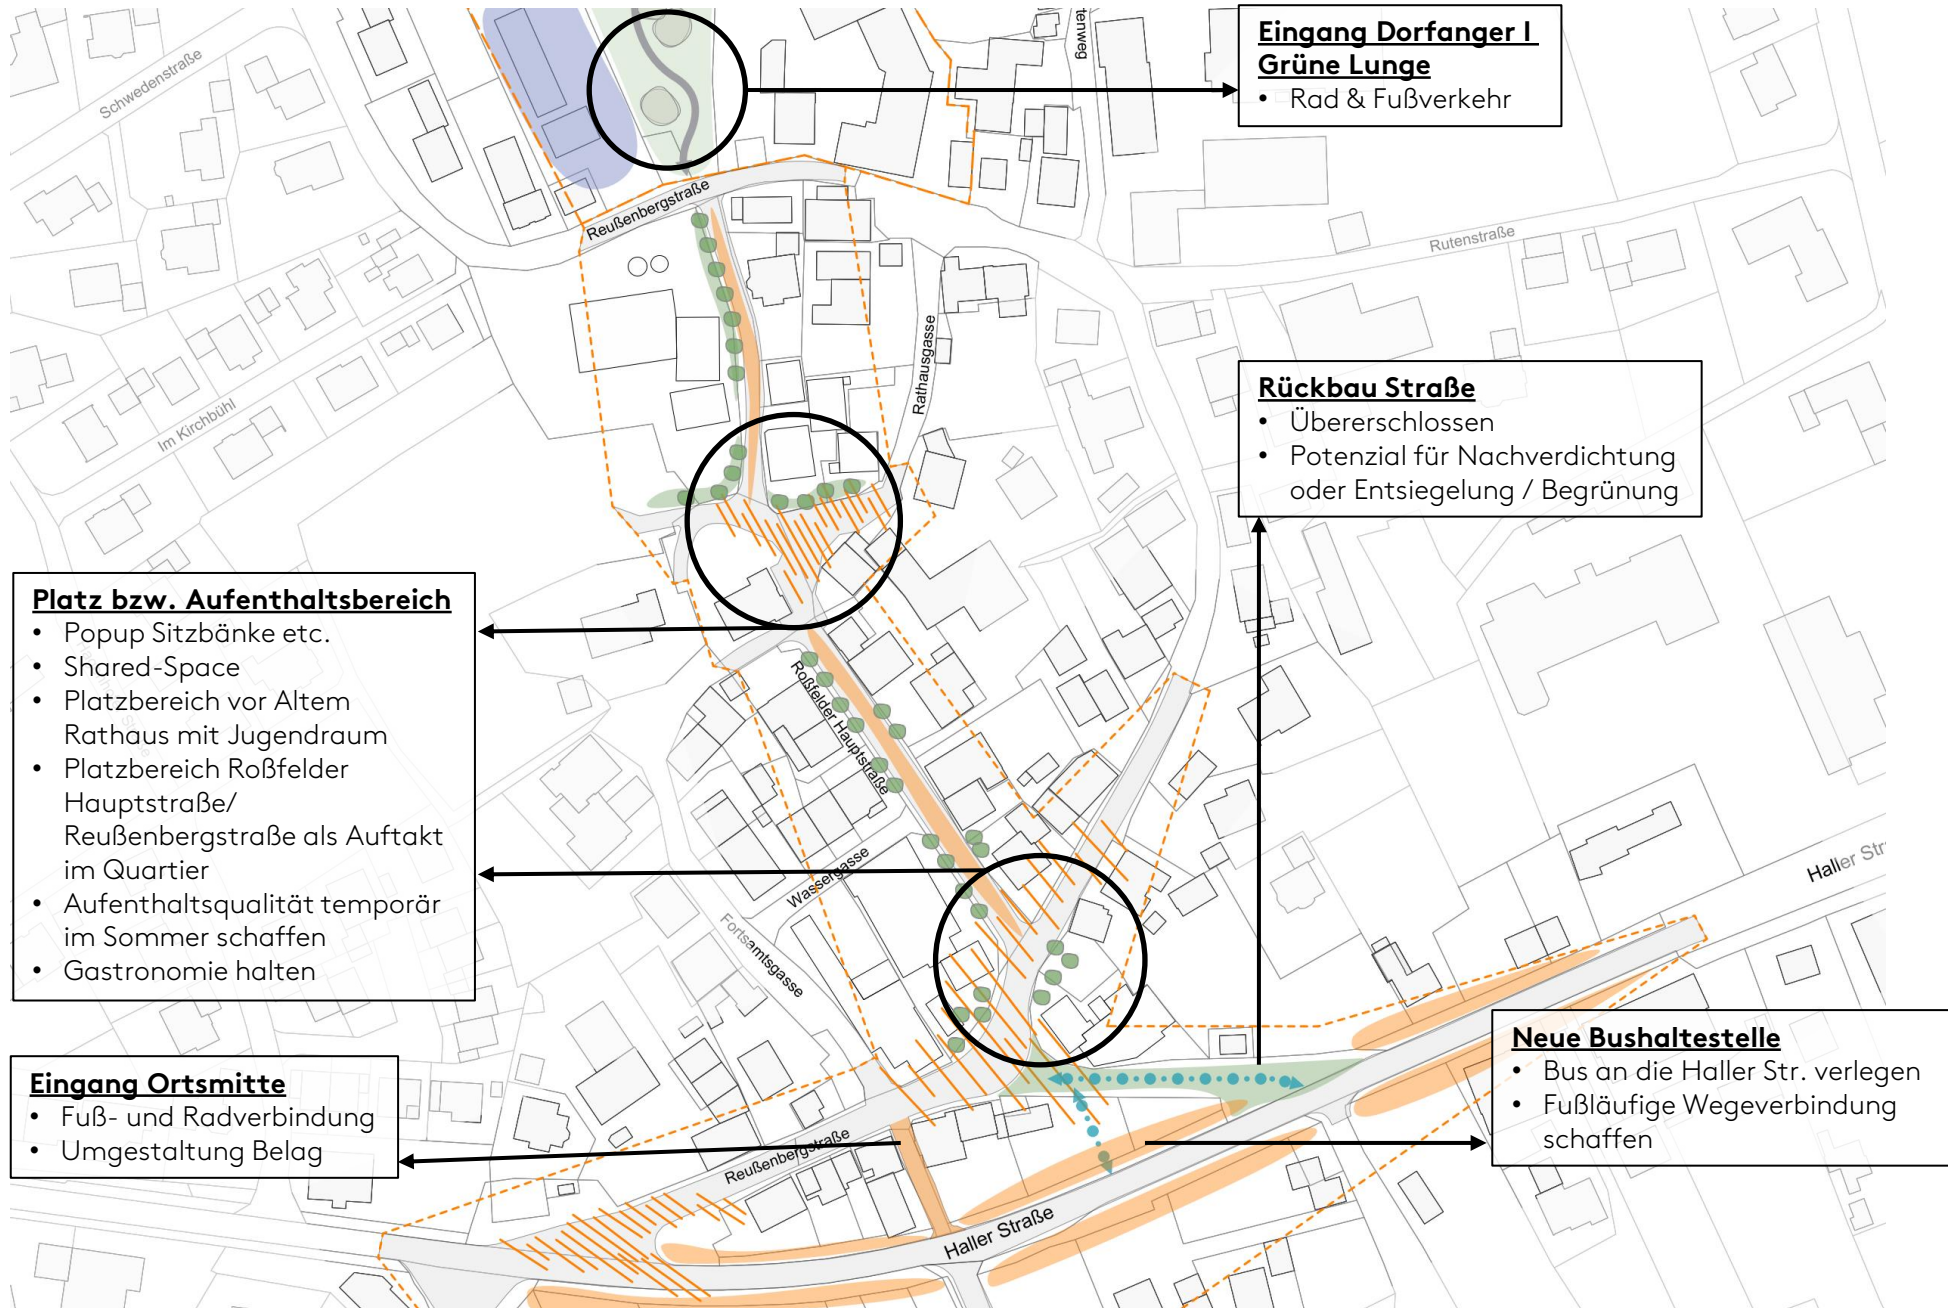 Eingang Dorfanger I
Grüne Lunge
• Rad & Fußverkehr
tenweg
Schwedenstraße
Reußenbergstraße
Rutenstraße
Rathausgasse
Im Kirchbühl
Rückbau Straße
• Übererschlossen
• Potenzial für Nachverdichtung
oder Entsiegelung / Begrünung
Platz bzw. Aufenthaltsbereich
• Popup Sitzbänke etc.
• Shared-Space
• Platzbereich vor Altem
Rathaus mit Jugendraum
• Platzbereich Roßfelder
Hauptstraße/
Reußenbergstraße als Auftakt
im Quartier
• Aufenthaltsqualität temporär
im Sommer schaffen
• Gastronomie halten
Roßfelder Hauptstraße
Wassergasse
Fortsamtsgasse
Haller Str
Eingang Ortsmitte
• Fuß- und Radverbindung
• Umgestaltung Belag
Neue Bushaltestelle
• Bus an die Haller Str. verlegen
• Fußläufige Wegeverbindung
schaffen
Reußenbergstraße
Haller Straße